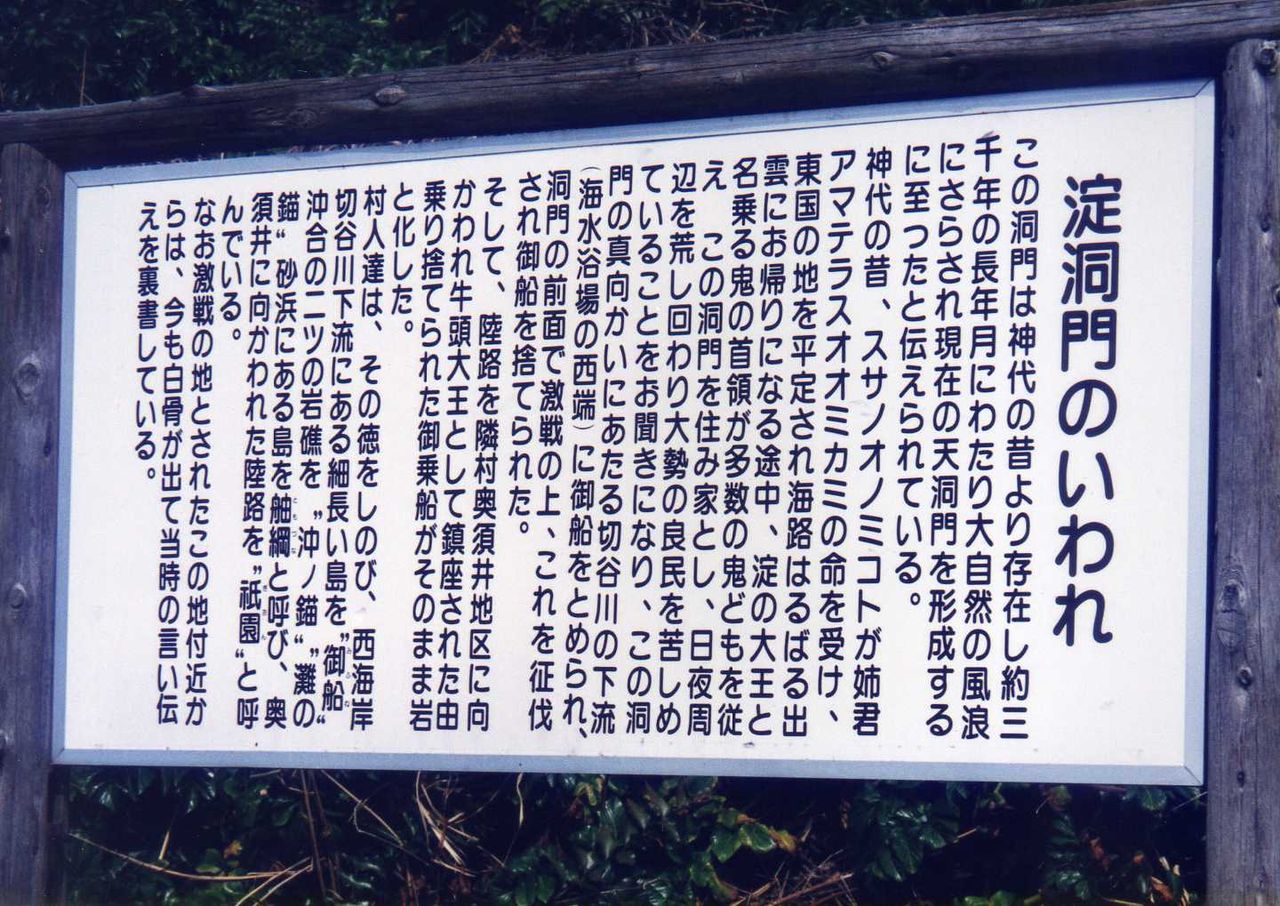 淀洞門のいわれ
この洞門は神代の昔より存在し約三
千年の長年月にわたり大自然の風浪
にさらされ現在の天洞門を形成する
に至ったと伝えられている。
神代の昔、スサノオノミコトが姉君
アマテラスオオミカミの命を受け、
東国の地を平定され海路はるばる出
雲にお帰りになる途中、淀の大王と
名乗る鬼の首領が多数の鬼どもを従
え この洞門を住み家とし、日夜周
辺を荒し回わり大勢の良民を苦しめ
ていることをお聞きになり、この洞
門の真向かいにあたる切谷川の下流
(海水浴場の西端)に御船をとめられ、
洞門の前面で激戦の上、これを征伐
され御船を捨てられた。
そして、陸路を隣村奥須井地区に向
かわれ牛頭大王として鎮座された由
乗り捨てられた御乗船がそのまま岩
と化した。
村人達は、その徳をしのび、西海岸
切谷川下流にある細長い島を〝御船〟
沖合の二ツの岩礁を〝沖ノ錨〟〝灘の
錨〟砂浜にある島を舳綱と呼び、奥
須井に向かわれた陸路を〝祇園〟と呼
んでいる。
なお激戦の地とされたこの地付近か
らは、今も白骨が出て当時の言い伝
えを裏書している。